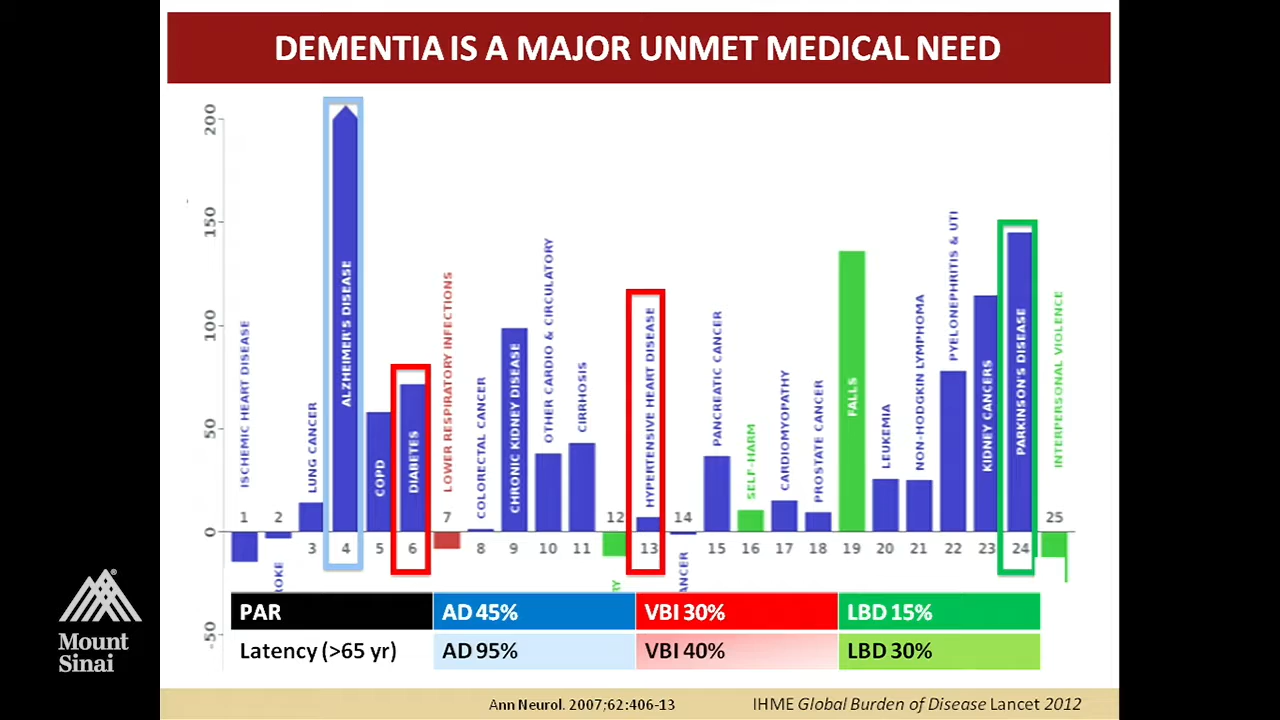 DEMENTIA IS A MAJOR UNMET MEDICAL NEED
200
150
100
50
0
-50
ISCHEMIC HEART DISEASE
LUNG CANCER
ALZHEIMER'S DISEASE
COPD
DIABETES
LOWER RESPIRATORY INFECTIONS
COLORECTAL CANCER
CHRONIC KIDNEY DISEASE
OTHER CARDIO & CIRCULATORY
CIRRHOSIS
HYPERTENSIVE HEART DISEASE
PANCREATIC CANCER
SELF-HARM
CARDIOMYOPATHY
PROSTATE CANCER
FALLS
LEUKEMIA
NON-HODGKIN LYMPHOMA
PYELONEPHRITIS & UTI
KIDNEY CANCERS
PARKINSON'S DISEASE
INTERPERSONAL VIOLENCE
1 2 3 4 5 6 7 8 9 10 11 12 13 14 15 16 17 18 19 20 21 22 23 24 25
OKE
RY
ANCER
PAR AD 45% VBI 30% LBD 15%
Latency (>65 yr) AD 95% VBI 40% LBD 30%
Mount
Sinai
Ann Neurol. 2007;62:406-13
IHME Global Burden of Disease Lancet 2012